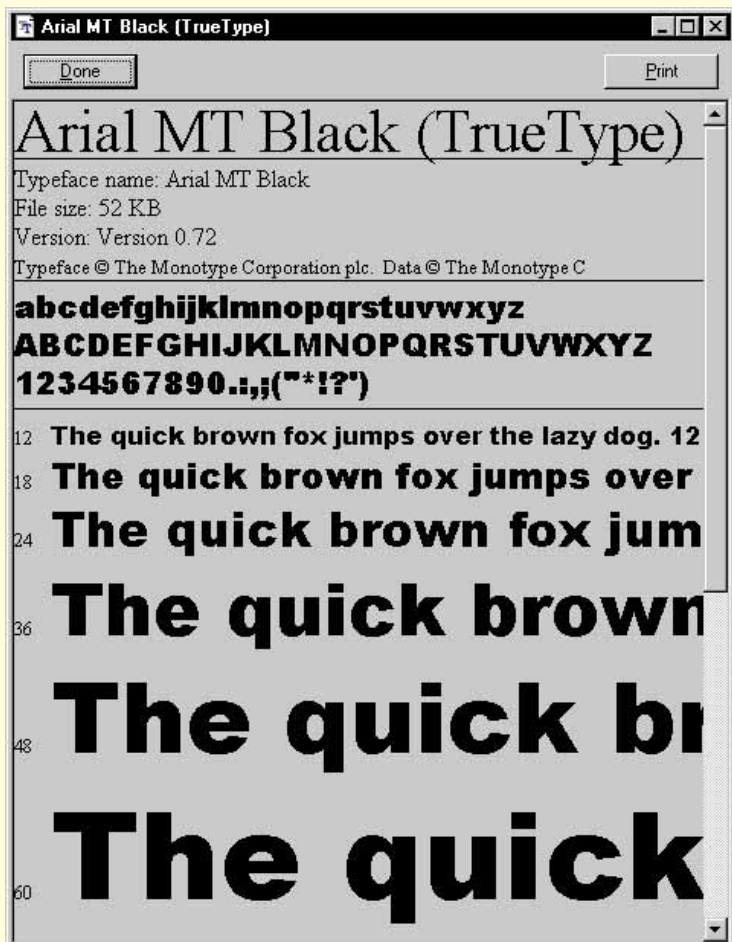 Arial MT Black (TrueType)
Done Print
Arial MT Black (TrueType)
Typeface name: Arial MT Black
File size: 52 KB
Version: Version 0.72
Typeface © The Monotype Corporation plc. Data © The Monotype C
abcdefghijklmnopqrstuvwxyz
ABCDEFGHIJKLMNOPQRSTUVWXYZ
1234567890.:,;("*!?')
12 The quick brown fox jumps over the lazy dog. 12
18 The quick brown fox jumps over
24 The quick brown fox jum
36 The quick brown
48 The quick br
60 The quick